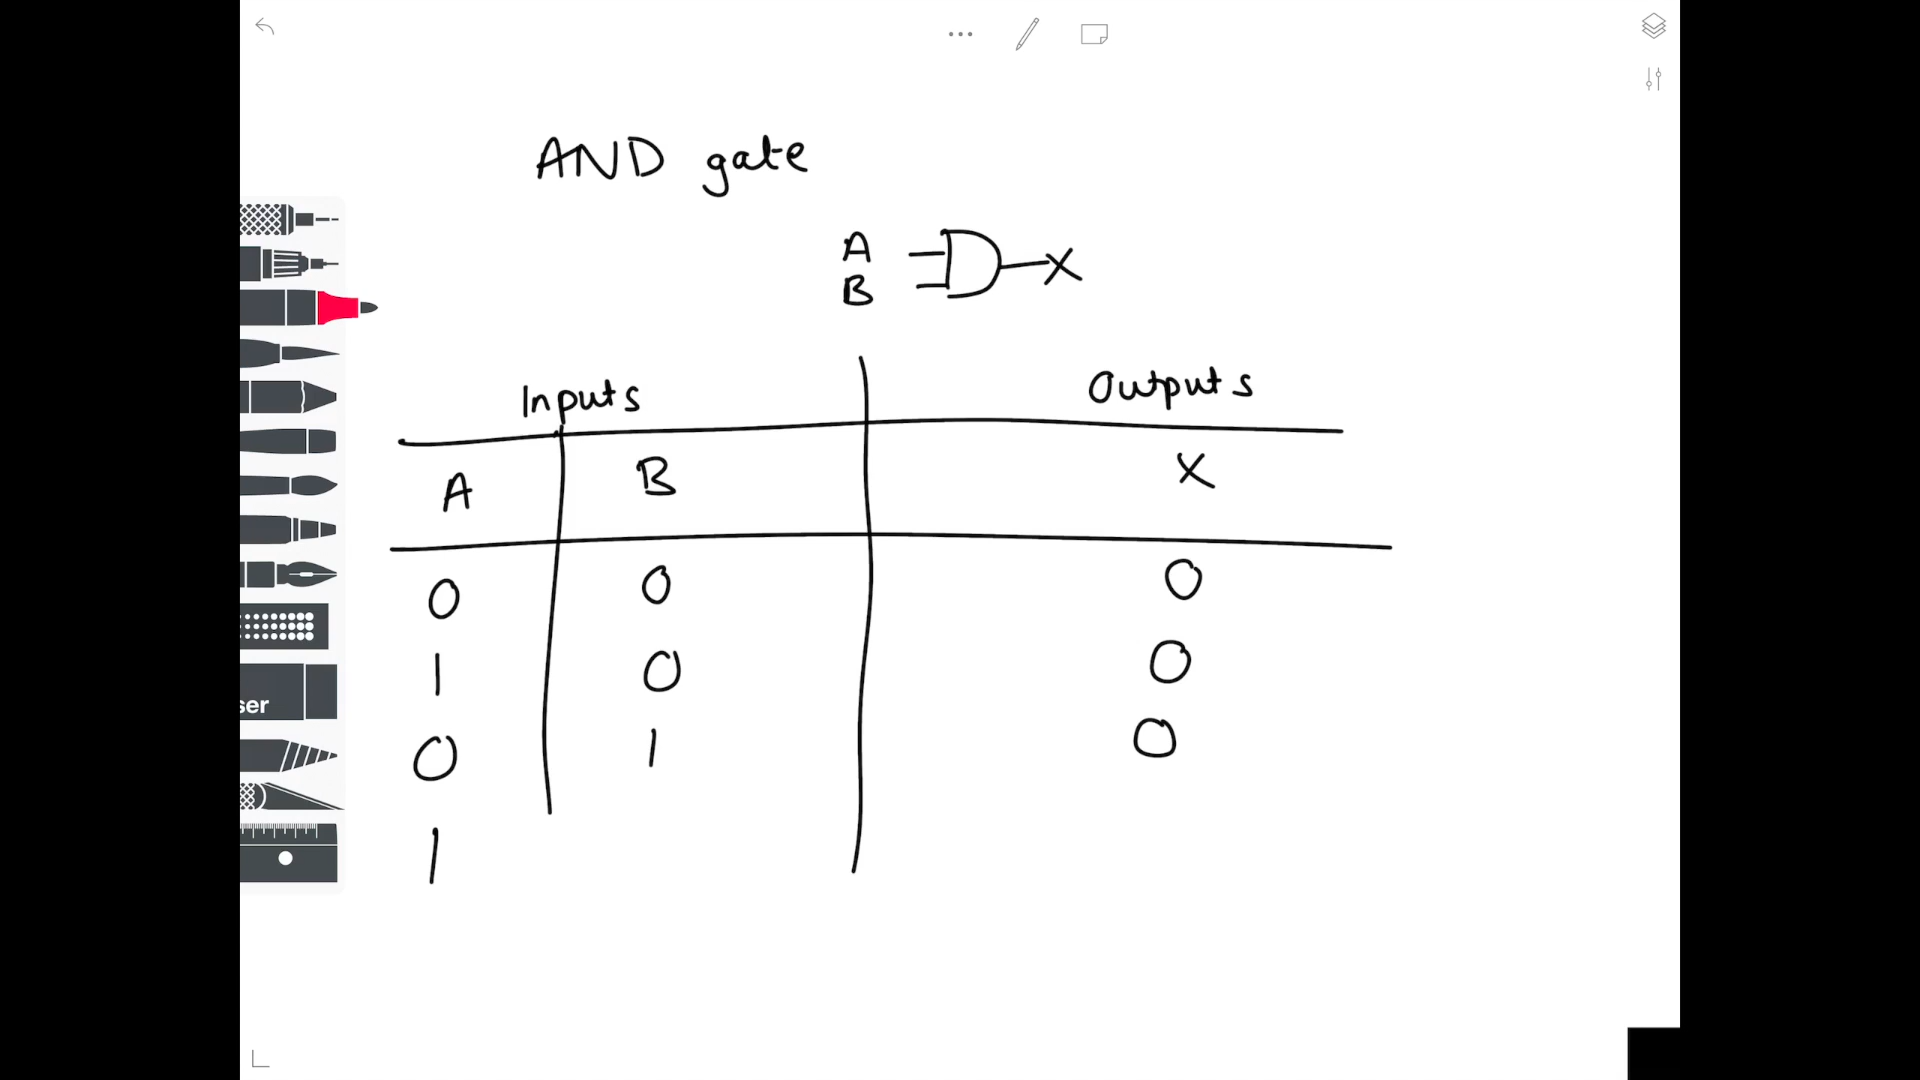 AND gate
A
B
X
Inputs Outputs
A B X
0 0 0
1 0 0
0 1 0
1
ser